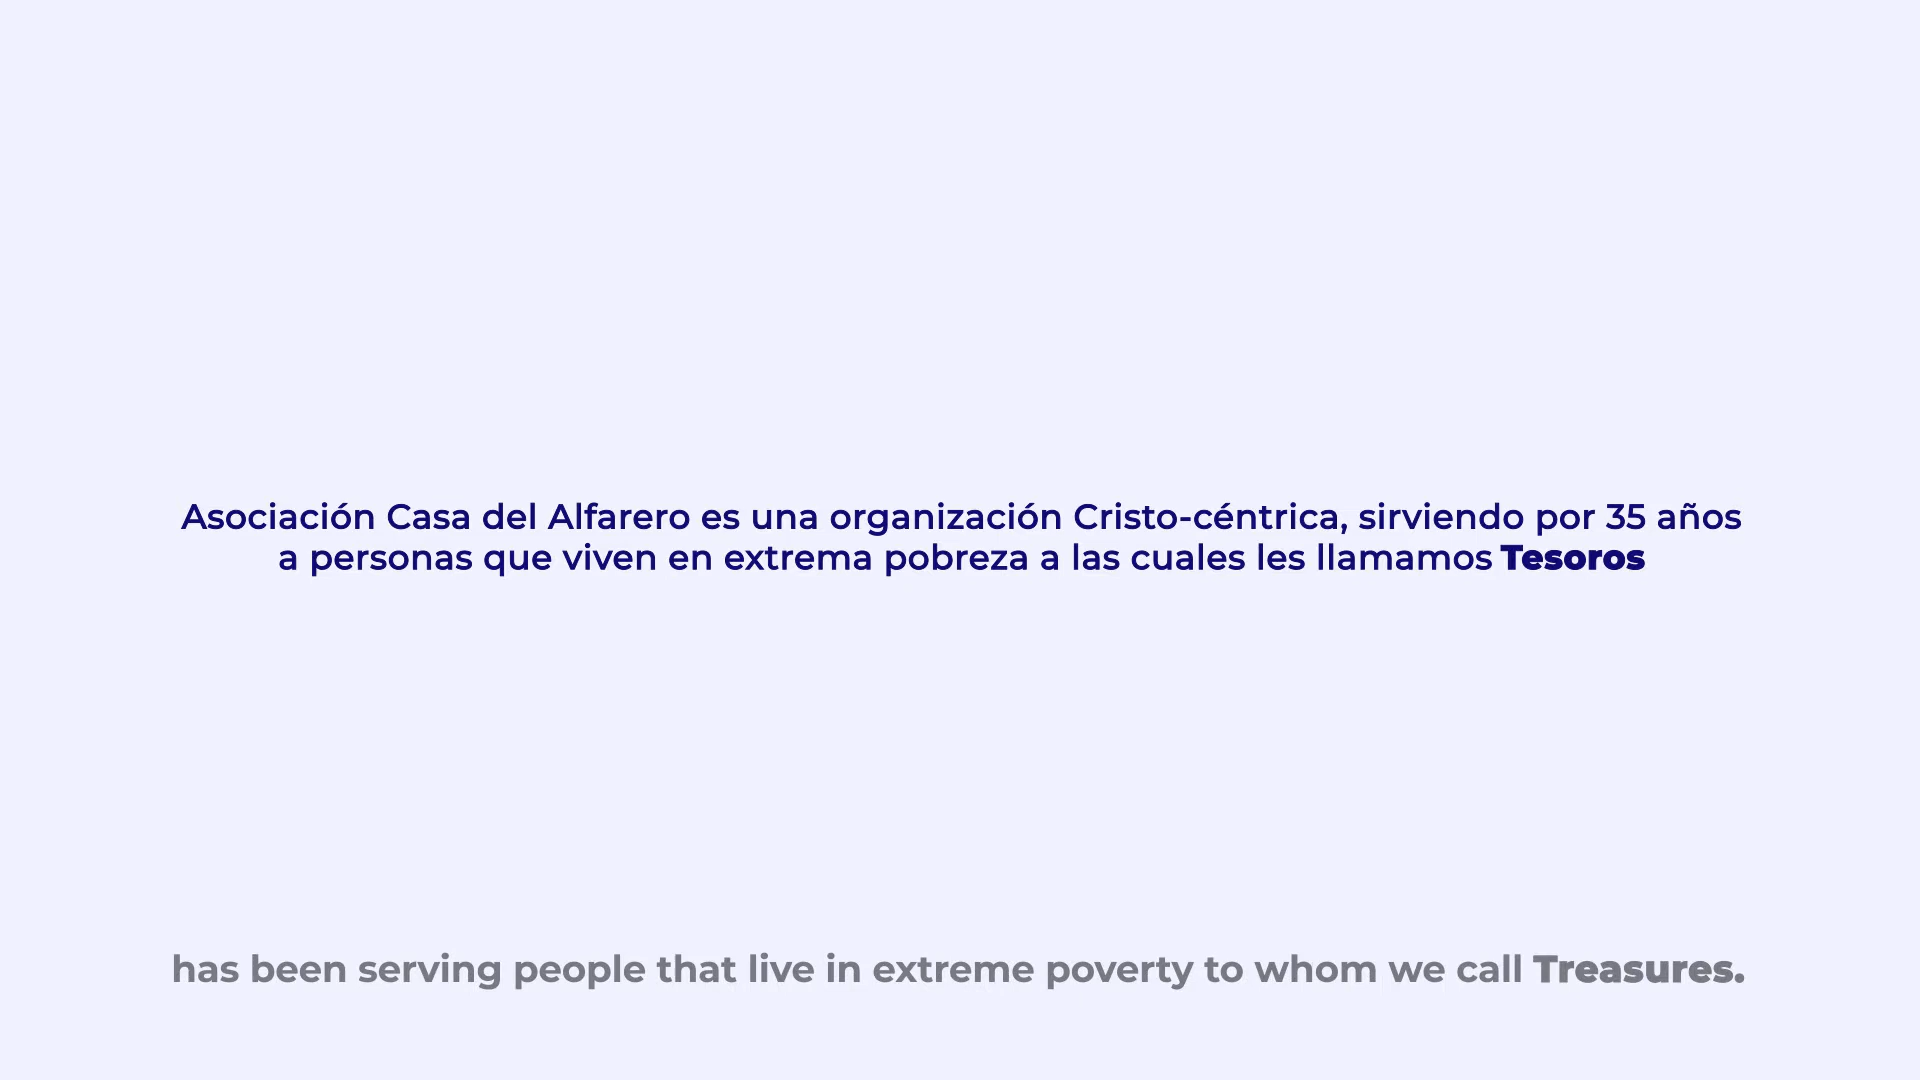 Asociación Casa del Alfarero es una organización Cristo-céntrica, sirviendo por 35 años
a personas que viven en extrema pobreza a las cuales les llamamos Tesoros
has been serving people that live in extreme poverty to whom we call Treasures.